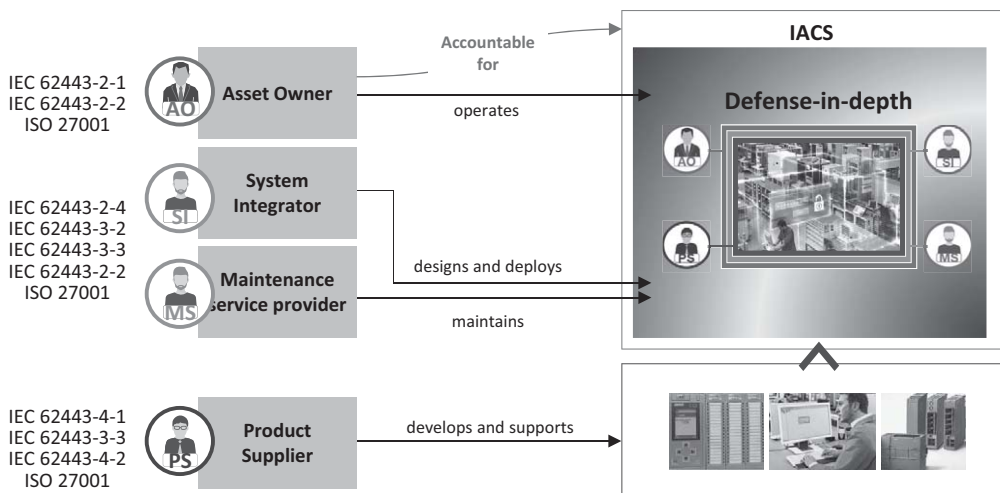 IEC 62443-2-1
IEC 62443-2-2
ISO 27001
AO
Asset Owner
Accountable
for
operates
IEC 62443-2-4
IEC 62443-3-2
IEC 62443-3-3
IEC 62443-2-2
ISO 27001
SI
System
Integrator
designs and deploys
MS
Maintenance
service provider
maintains
IEC 62443-4-1
IEC 62443-3-3
IEC 62443-4-2
ISO 27001
PS
Product
Supplier
develops and supports
IACS
Defense-in-depth
AO
SI
PS
MS